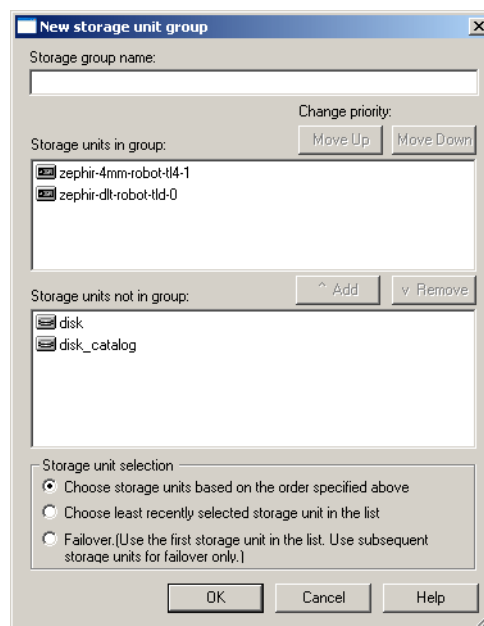 New storage unit group
Storage group name:
Change priority:
Move Up
Move Down
Storage units in group:
zephir-4mm-robot-tl4-1
zephir-dlt-robot-tld-0
^ Add
v Remove
Storage units not in group:
disk
disk_catalog
Storage unit selection
Choose storage units based on the order specified above
Choose least recently selected storage unit in the list
Failover.(Use the first storage unit in the list. Use subsequent
storage units for failover only.)
OK
Cancel
Help